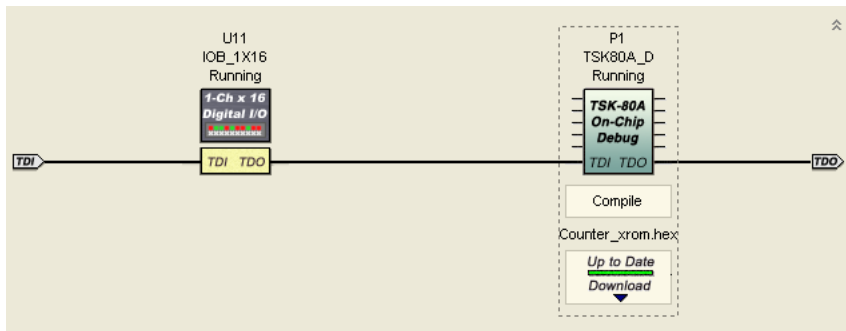 U11
IOB_1X16
Running
1-Ch x 16
Digital I/O
TDI TDO
P1
TSK80A_D
Running
TSK-80A
On-Chip
Debug
TDI TDO
TDI
TDO
Compile
Counter_xrom.hex
Up to Date
Download